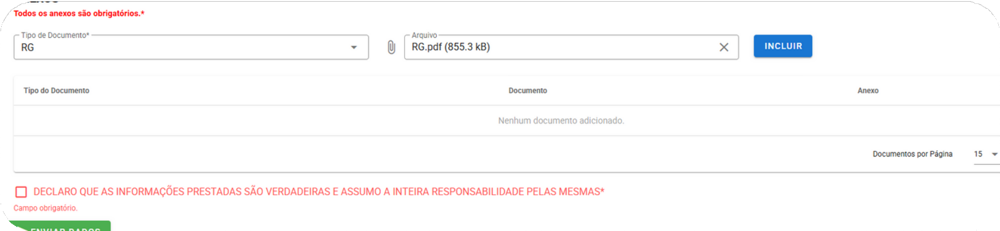 Todos os anexos são obrigatórios.*
Tipo de Documento*
RG
Arquivo
RG.pdf (855.3 kB)
INCLUIR
Tipo do Documento Documento Anexo
Nenhum documento adicionado.
Documentos por Página 15
DECLARO QUE AS INFORMAÇÕES PRESTADAS SÃO VERDADEIRAS E ASSUMO A INTEIRA RESPONSABILIDADE PELAS MESMAS*
Campo obrigatório.
ENVIAR DADOS